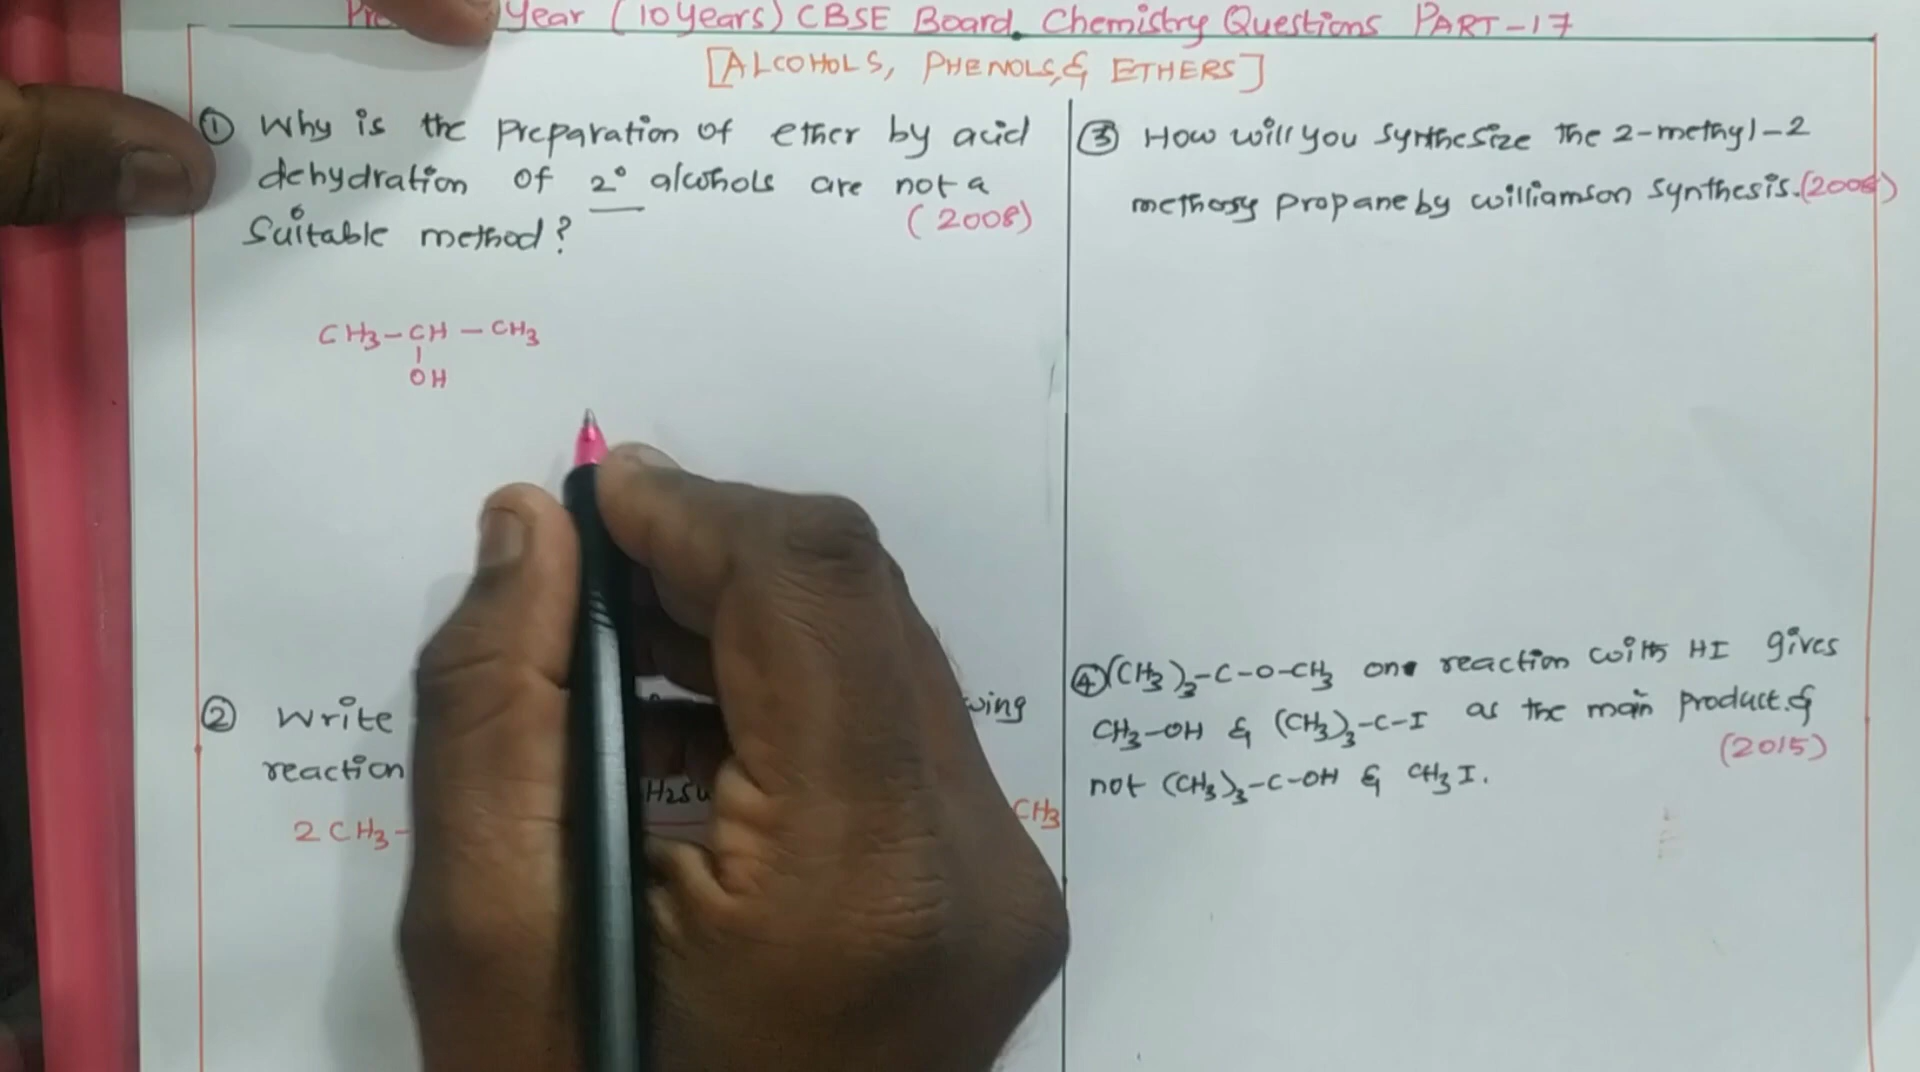 Year (10 Years) CBSE Board Chemistry Questions PART-17
[ALCOHOLS, PHENOLS, & ETHERS]
① Why is the preparation of ether by acid
dehydration of 2° alcohols are not a
Suitable method? (2008)
CH3-CH-CH3
OH
② Write
wing
reaction
H2S
2CH3-
CH3
③ How will you synthesize the 2-methyl-2
methoxy propane by williamson synthesis. (2008)
④ (CH3)3-C-O-CH3 on reaction with HI gives
CH3-OH & (CH3)3-C-I as the main product &
(2015)
not (CH3)3-C-OH & CH3I.